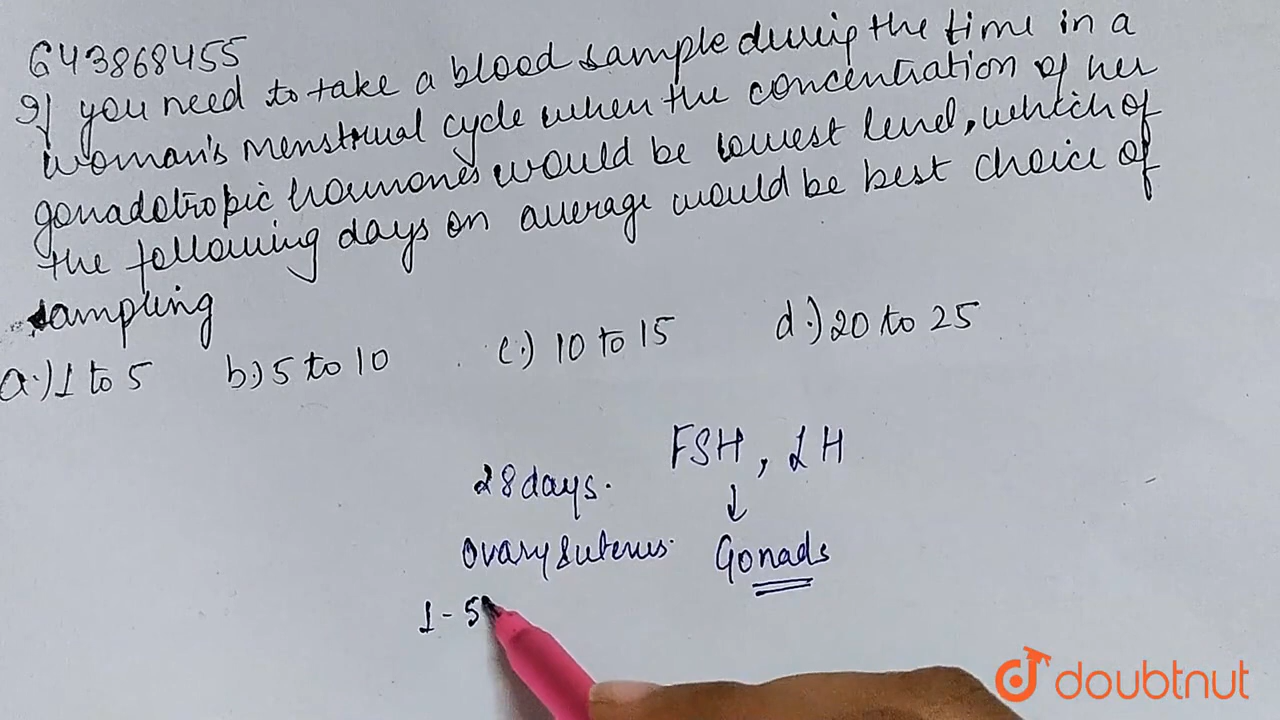 643868455
If you need to take a blood sample during the time in a
woman's menstrual cycle when the concentration of her
gonadotropic hormones would be lowest level, which of
the following days on average would be best choice of
sampling
a.) 1 to 5 b.) 5 to 10 c.) 10 to 15 d.) 20 to 25
FSH, LH
28 days.
↓
ovary & uterus. Gonads
1 - 5
doubtnut